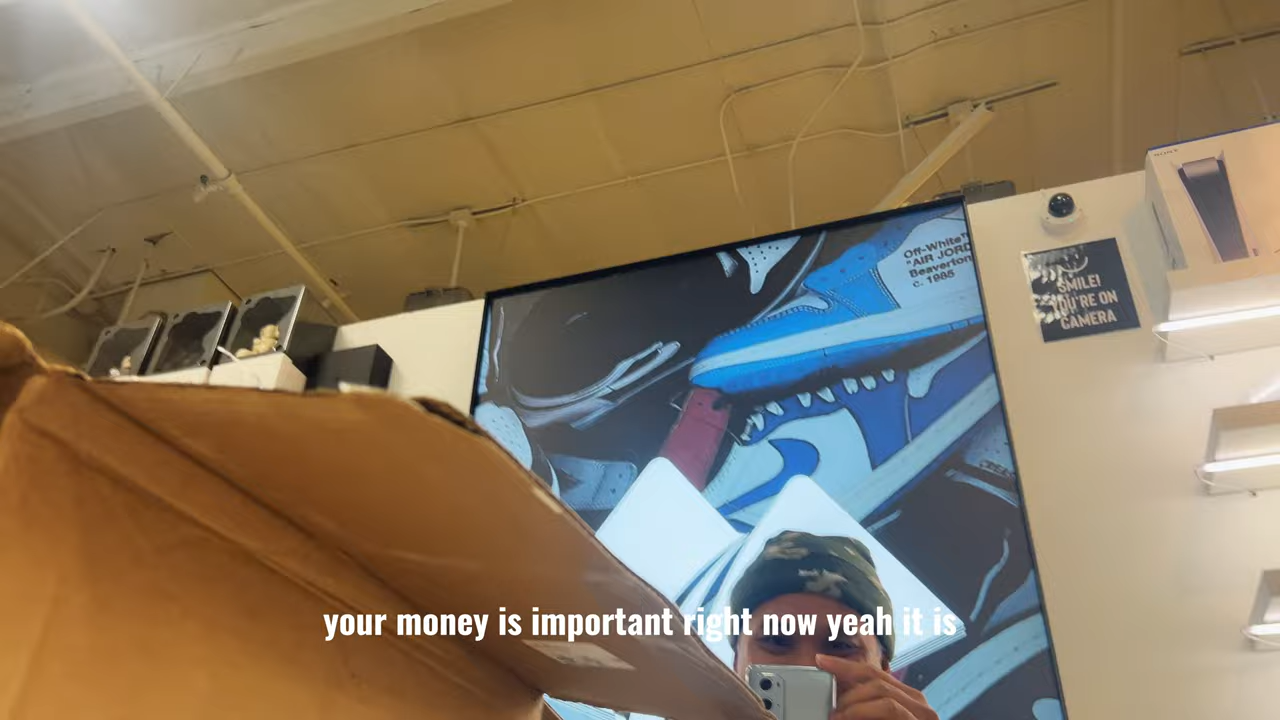 SONY
Off-White™
"AIR JORD
Beaverton
c. 1985
SMILE!
YOU'RE ON
CAMERA
your money is important right now yeah it is